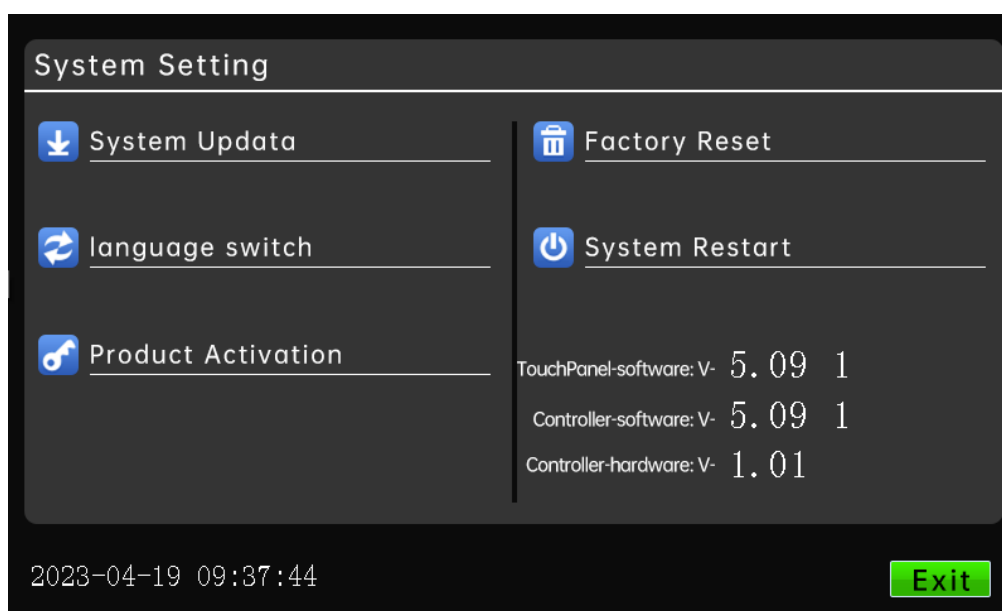 System Setting
System Updata
Factory Reset
language switch
System Restart
Product Activation
TouchPanel-software: V- 5.09 1
Controller-software: V- 5.09 1
Controller-hardware: V- 1.01
2023-04-19 09:37:44
Exit